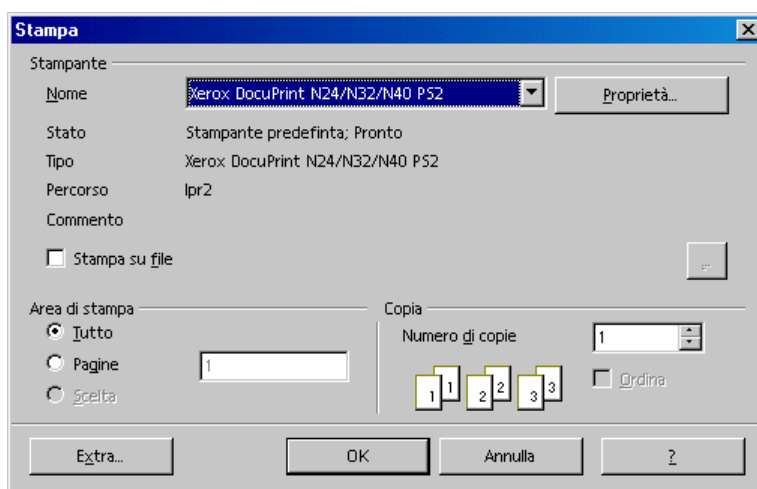 Stampa
Stampante
Nome Xerox DocuPrint N24/N32/N40 PS2 Proprietà...
Stato Stampante predefinta; Pronto
Tipo Xerox DocuPrint N24/N32/N40 PS2
Percorso lpr2
Commento
Stampa su file ...
Area di stampa Copia
Tutto Numero di copie 1
Pagine 1
1 1 2 2 3 3 Ordina
Scelta
Extra... OK Annulla ?